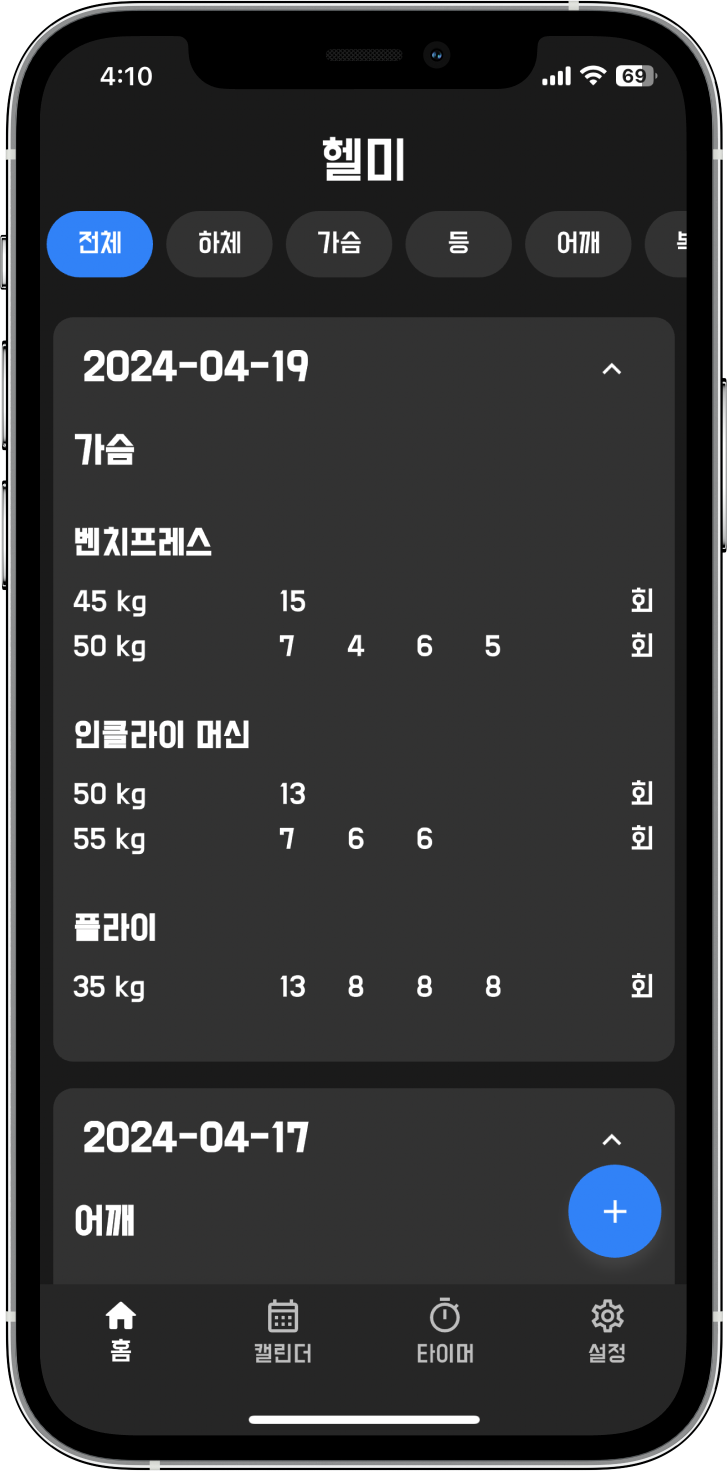 4:10
69
헬미
전체 하체 가슴 등 어깨
2024-04-19
가슴
벤치프레스
45 kg 15 회
50 kg 7 4 6 5 회
인클라이 머신
50 kg 13 회
55 kg 7 6 6 회
플라이
35 kg 13 8 8 8 회
2024-04-17
어깨
홈 캘린더 타이머 설정